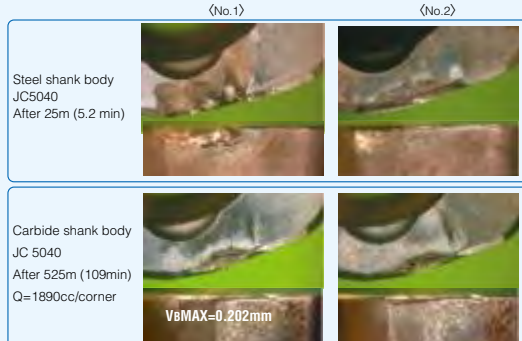 〈No.1〉 〈No.2〉
Steel shank body
JC5040
After 25m (5.2 min)
Carbide shank body
JC 5040
After 525m (109min)
Q=1890cc/corner
VBMAX=0.202mm